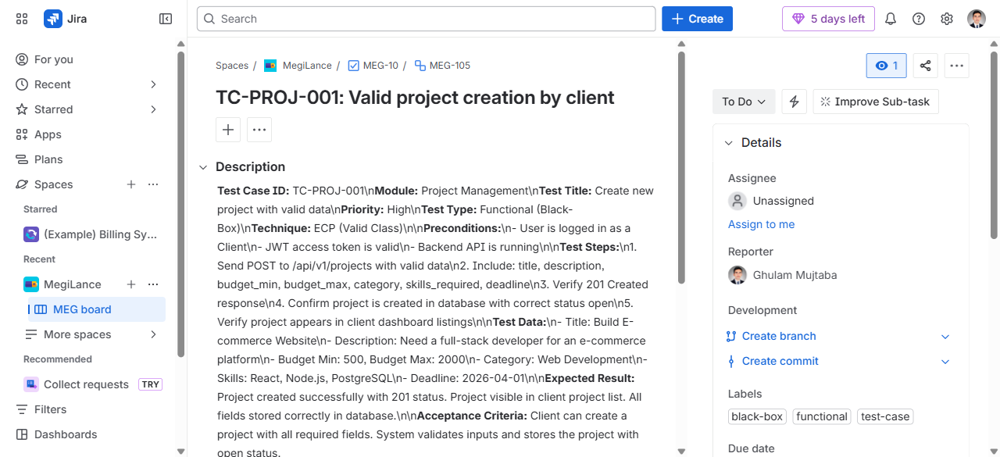 Jira
Search
Create
5 days left
For you
Recent
Starred
Apps
Plans
Spaces
Starred
(Example) Billing Sy...
Recent
MegiLance
MEG board
More spaces
Recommended
Collect requests TRY
Filters
Dashboards
Spaces / MegiLance / MEG-10 / MEG-105
TC-PROJ-001: Valid project creation by client
Description
Test Case ID: TC-PROJ-001\nModule: Project Management\nTest Title: Create new
project with valid data\nPriority: High\nTest Type: Functional (Black-
Box)\nTechnique: ECP (Valid Class)\n\nPreconditions:\n- User is logged in as a
Client\n- JWT access token is valid\n- Backend API is running\n\nTest Steps:\n1.
Send POST to /api/v1/projects with valid data\n2. Include: title, description,
budget_min, budget_max, category, skills_required, deadline\n3. Verify 201 Created
response\n4. Confirm project is created in database with correct status open\n5.
Verify project appears in client dashboard listings\n\nTest Data:\n- Title: Build E-
commerce Website\n- Description: Need a full-stack developer for an e-commerce
platform\n- Budget Min: 500, Budget Max: 2000\n- Category: Web Development\n-
Skills: React, Node.js, PostgreSQL\n- Deadline: 2026-04-01\n\nExpected Result:
Project created successfully with 201 status. Project visible in client project list. All
fields stored correctly in database.\n\nAcceptance Criteria: Client can create a
project with all required fields. System validates inputs and stores the project with
open status.
1
To Do
Improve Sub-task
Details
Assignee
Unassigned
Assign to me
Reporter
Ghulam Mujtaba
Development
Create branch
Create commit
Labels
black-box functional test-case
Due date